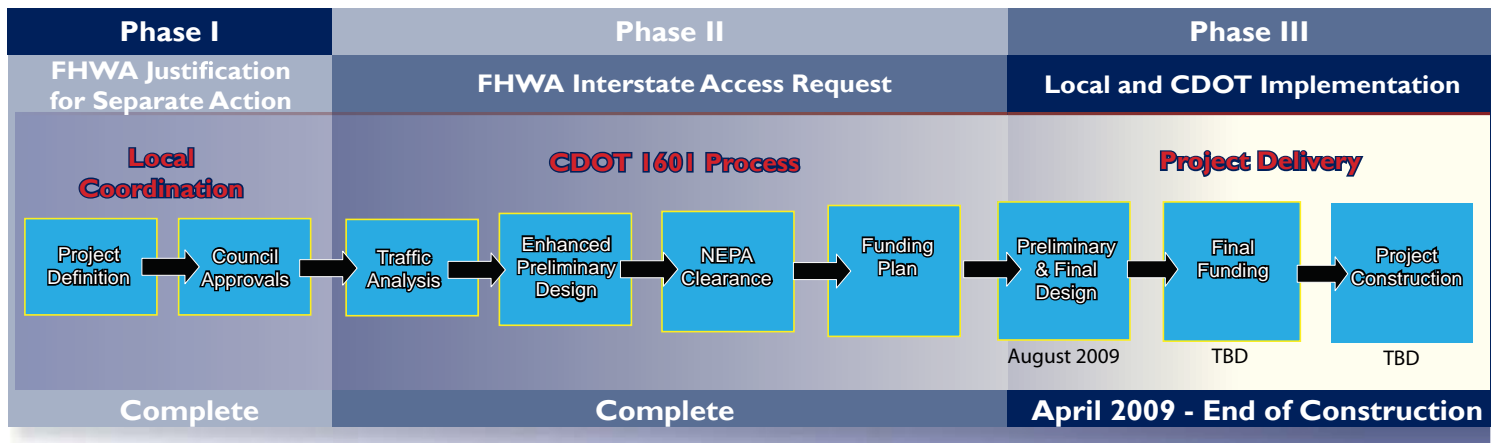 Phase I
Phase II
Phase III
FHWA Justification
for Separate Action
FHWA Interstate Access Request
Local and CDOT Implementation
Local
Coordination
CDOT 1601 Process
Project Delivery
Project
Definition
Council
Approvals
Traffic
Analysis
Enhanced
Preliminary
Design
NEPA
Clearance
Funding
Plan
Preliminary
& Final
Design
Final
Funding
Project
Construction
August 2009
TBD
TBD
Complete
Complete
April 2009 - End of Construction